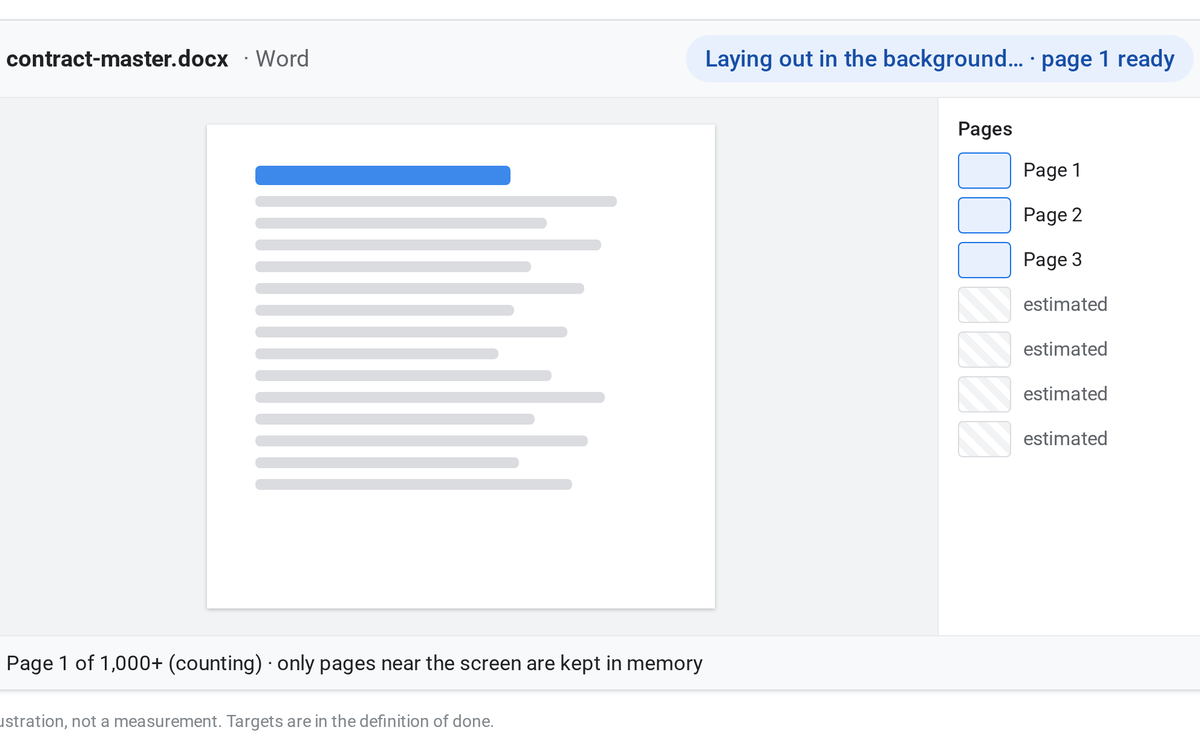 contract-master.docx · Word
Laying out in the background… · page 1 ready
Pages
Page 1
Page 2
Page 3
estimated
estimated
estimated
estimated
Page 1 of 1,000+ (counting) · only pages near the screen are kept in memory
not a measurement. Targets are in the definition of done.